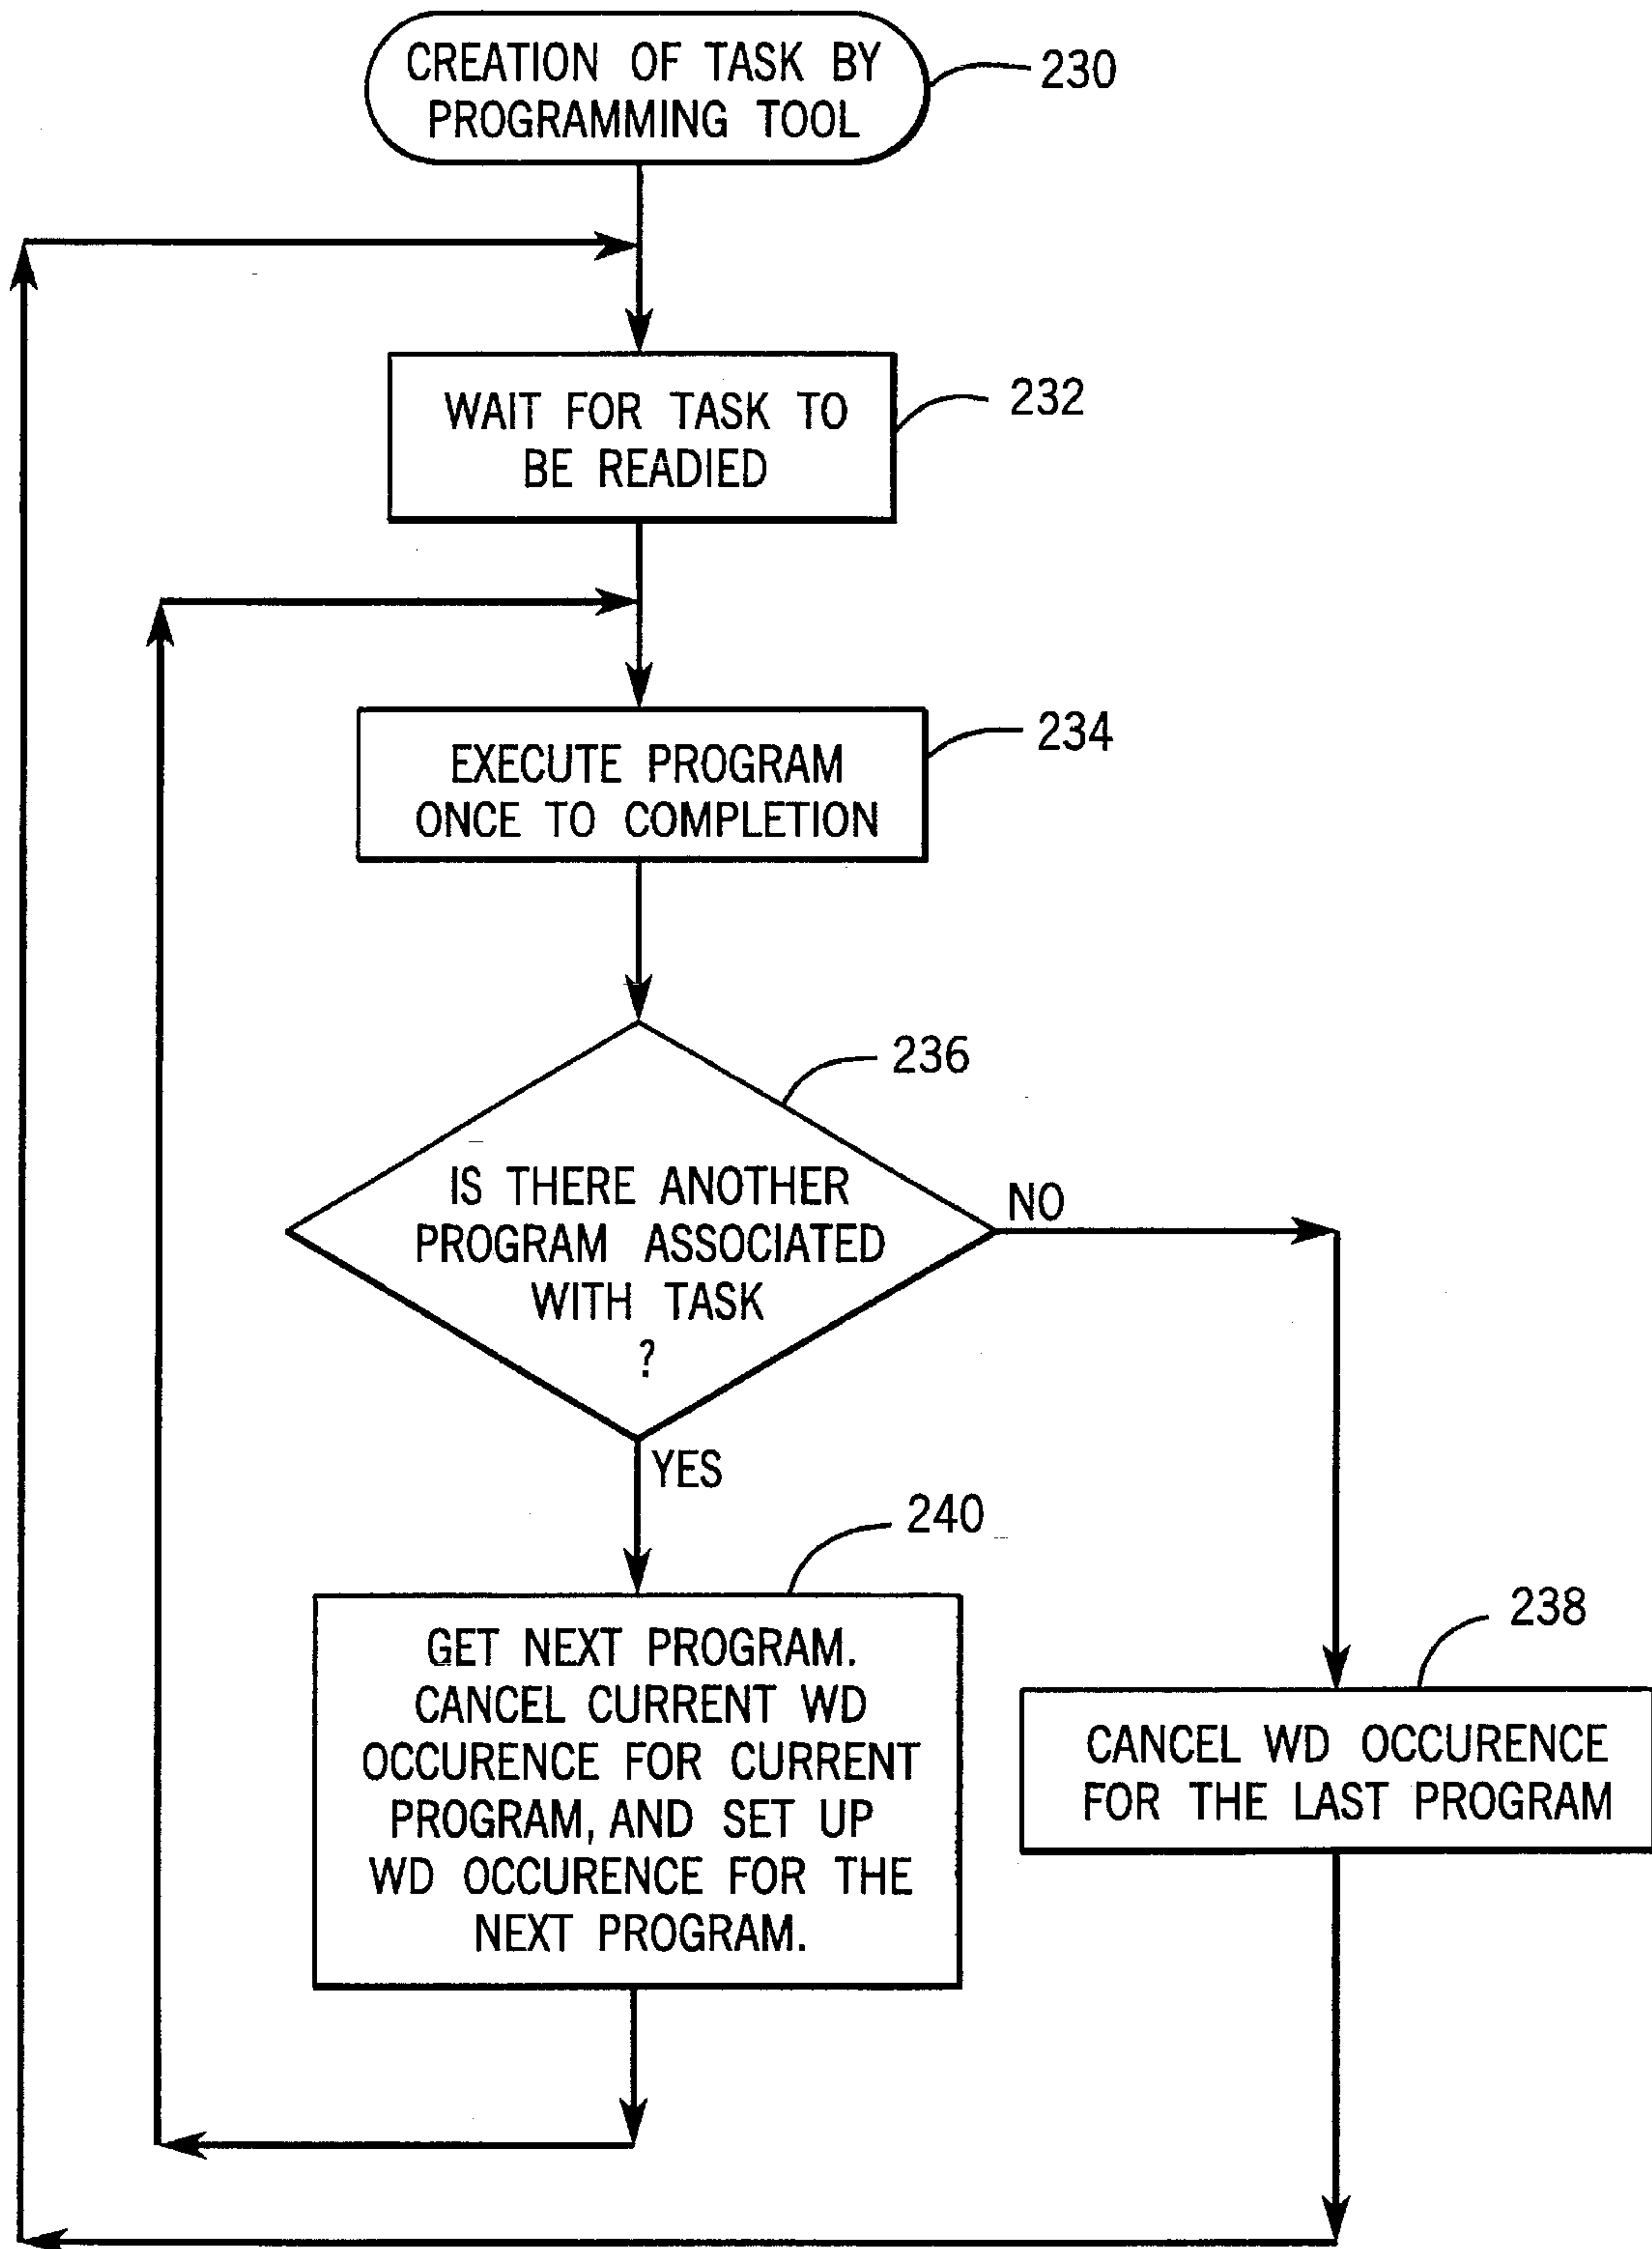 CREATION OF TASK BY
PROGRAMMING TOOL
230
WAIT FOR TASK TO
BE READIED
232
EXECUTE PROGRAM
ONCE TO COMPLETION
234
236
IS THERE ANOTHER
PROGRAM ASSOCIATED
WITH TASK
?
NO
YES
240
GET NEXT PROGRAM.
CANCEL CURRENT WD
OCCURENCE FOR CURRENT
PROGRAM, AND SET UP
WD OCCURENCE FOR THE
NEXT PROGRAM.
238
CANCEL WD OCCURENCE
FOR THE LAST PROGRAM